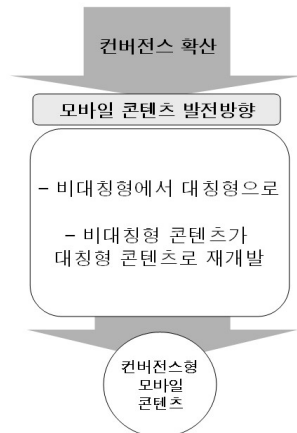 컨버전스 확산
모바일 콘텐츠 발전방향
– 비대칭형에서 대칭형으로
– 비대칭형 콘텐츠가
대칭형 콘텐츠로 재개발
컨버전스형
모바일
콘텐츠